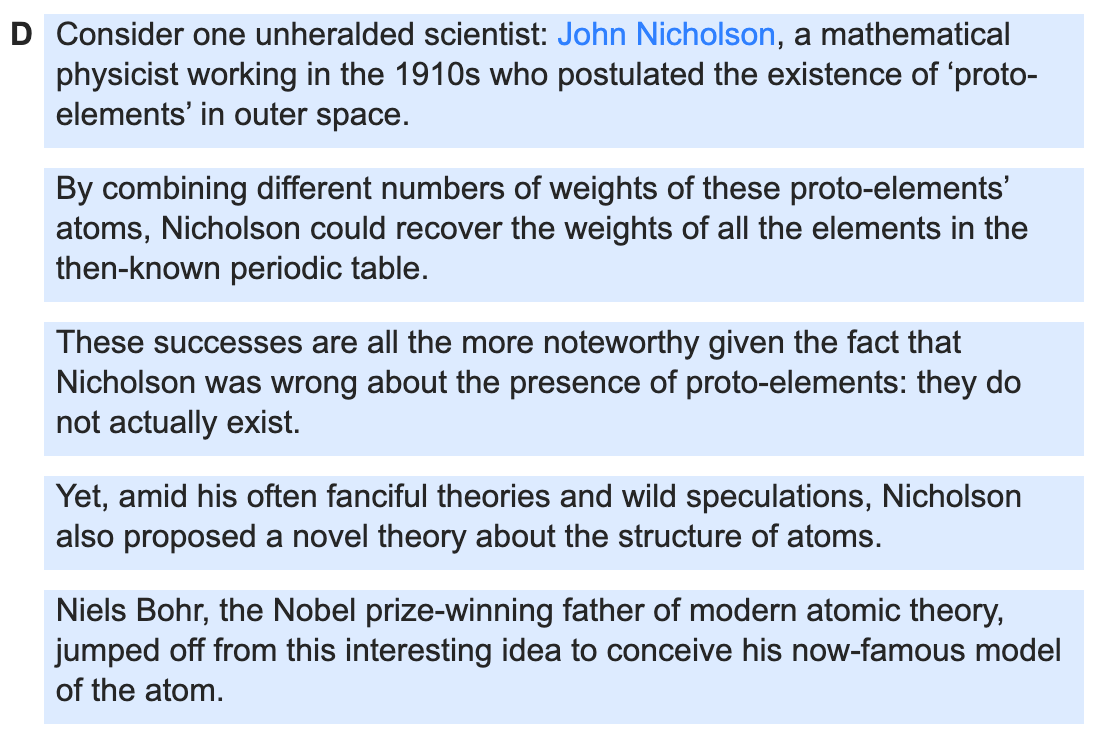 D Consider one unheralded scientist: John Nicholson, a mathematical
physicist working in the 1910s who postulated the existence of ‘proto-
elements’ in outer space.
By combining different numbers of weights of these proto-elements’
atoms, Nicholson could recover the weights of all the elements in the
then-known periodic table.
These successes are all the more noteworthy given the fact that
Nicholson was wrong about the presence of proto-elements: they do
not actually exist.
Yet, amid his often fanciful theories and wild speculations, Nicholson
also proposed a novel theory about the structure of atoms.
Niels Bohr, the Nobel prize-winning father of modern atomic theory,
jumped off from this interesting idea to conceive his now-famous model
of the atom.